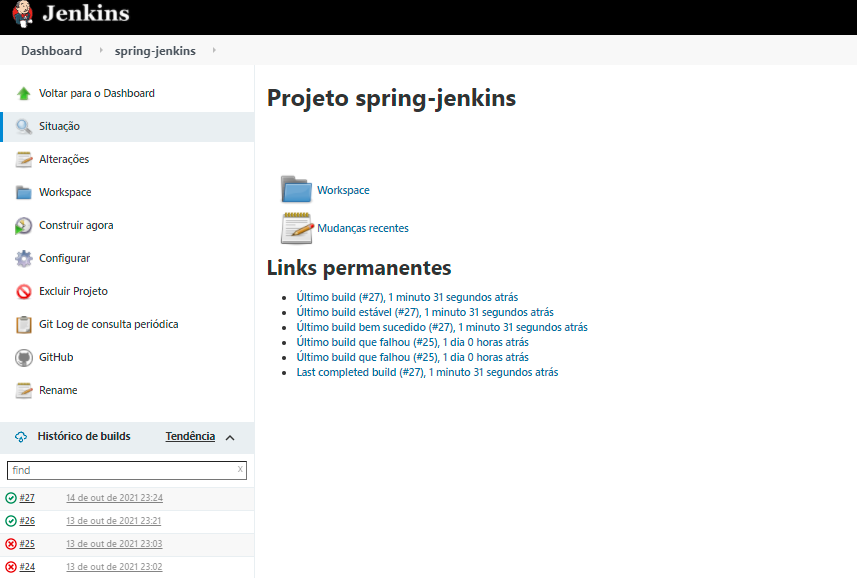 Jenkins
Dashboard
spring-jenkins
Voltar para o Dashboard
Situação
Alterações
Workspace
Construir agora
Configurar
Excluir Projeto
Git Log de consulta periódica
GitHub
Rename
Histórico de builds Tendência
find x
#27 14 de out de 2021 23:24
#26 13 de out de 2021 23:21
#25 13 de out de 2021 23:03
#24 13 de out de 2021 23:02
Projeto spring-jenkins
Workspace
Mudanças recentes
Links permanentes
Último build (#27), 1 minuto 31 segundos atrás
Último build estável (#27), 1 minuto 31 segundos atrás
Último build bem sucedido (#27), 1 minuto 31 segundos atrás
Último build que falhou (#25), 1 dia 0 horas atrás
Último build que falhou (#25), 1 dia 0 horas atrás
Last completed build (#27), 1 minuto 31 segundos atrás